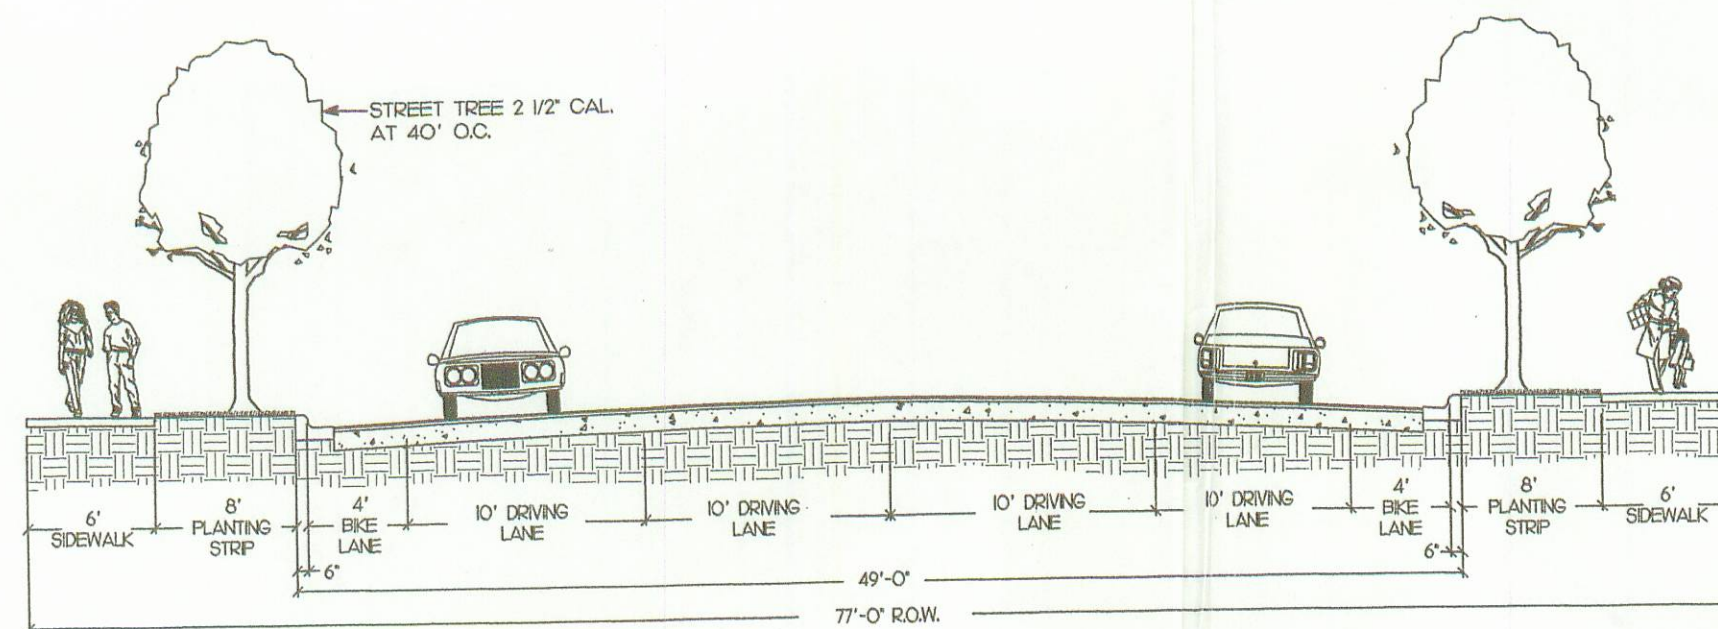 STREET TREE 2 1/2" CAL.
AT 40' O.C.
6'
SIDEWALK
8'
PLANTING
STRIP
4'
BIKE
LANE
10' DRIVING
LANE
10' DRIVING
LANE
10' DRIVING
LANE
10' DRIVING
LANE
4'
BIKE
LANE
8'
PLANTING
STRIP
6'
SIDEWALK
6"
6"
49'-0"
77'-0" R.O.W.